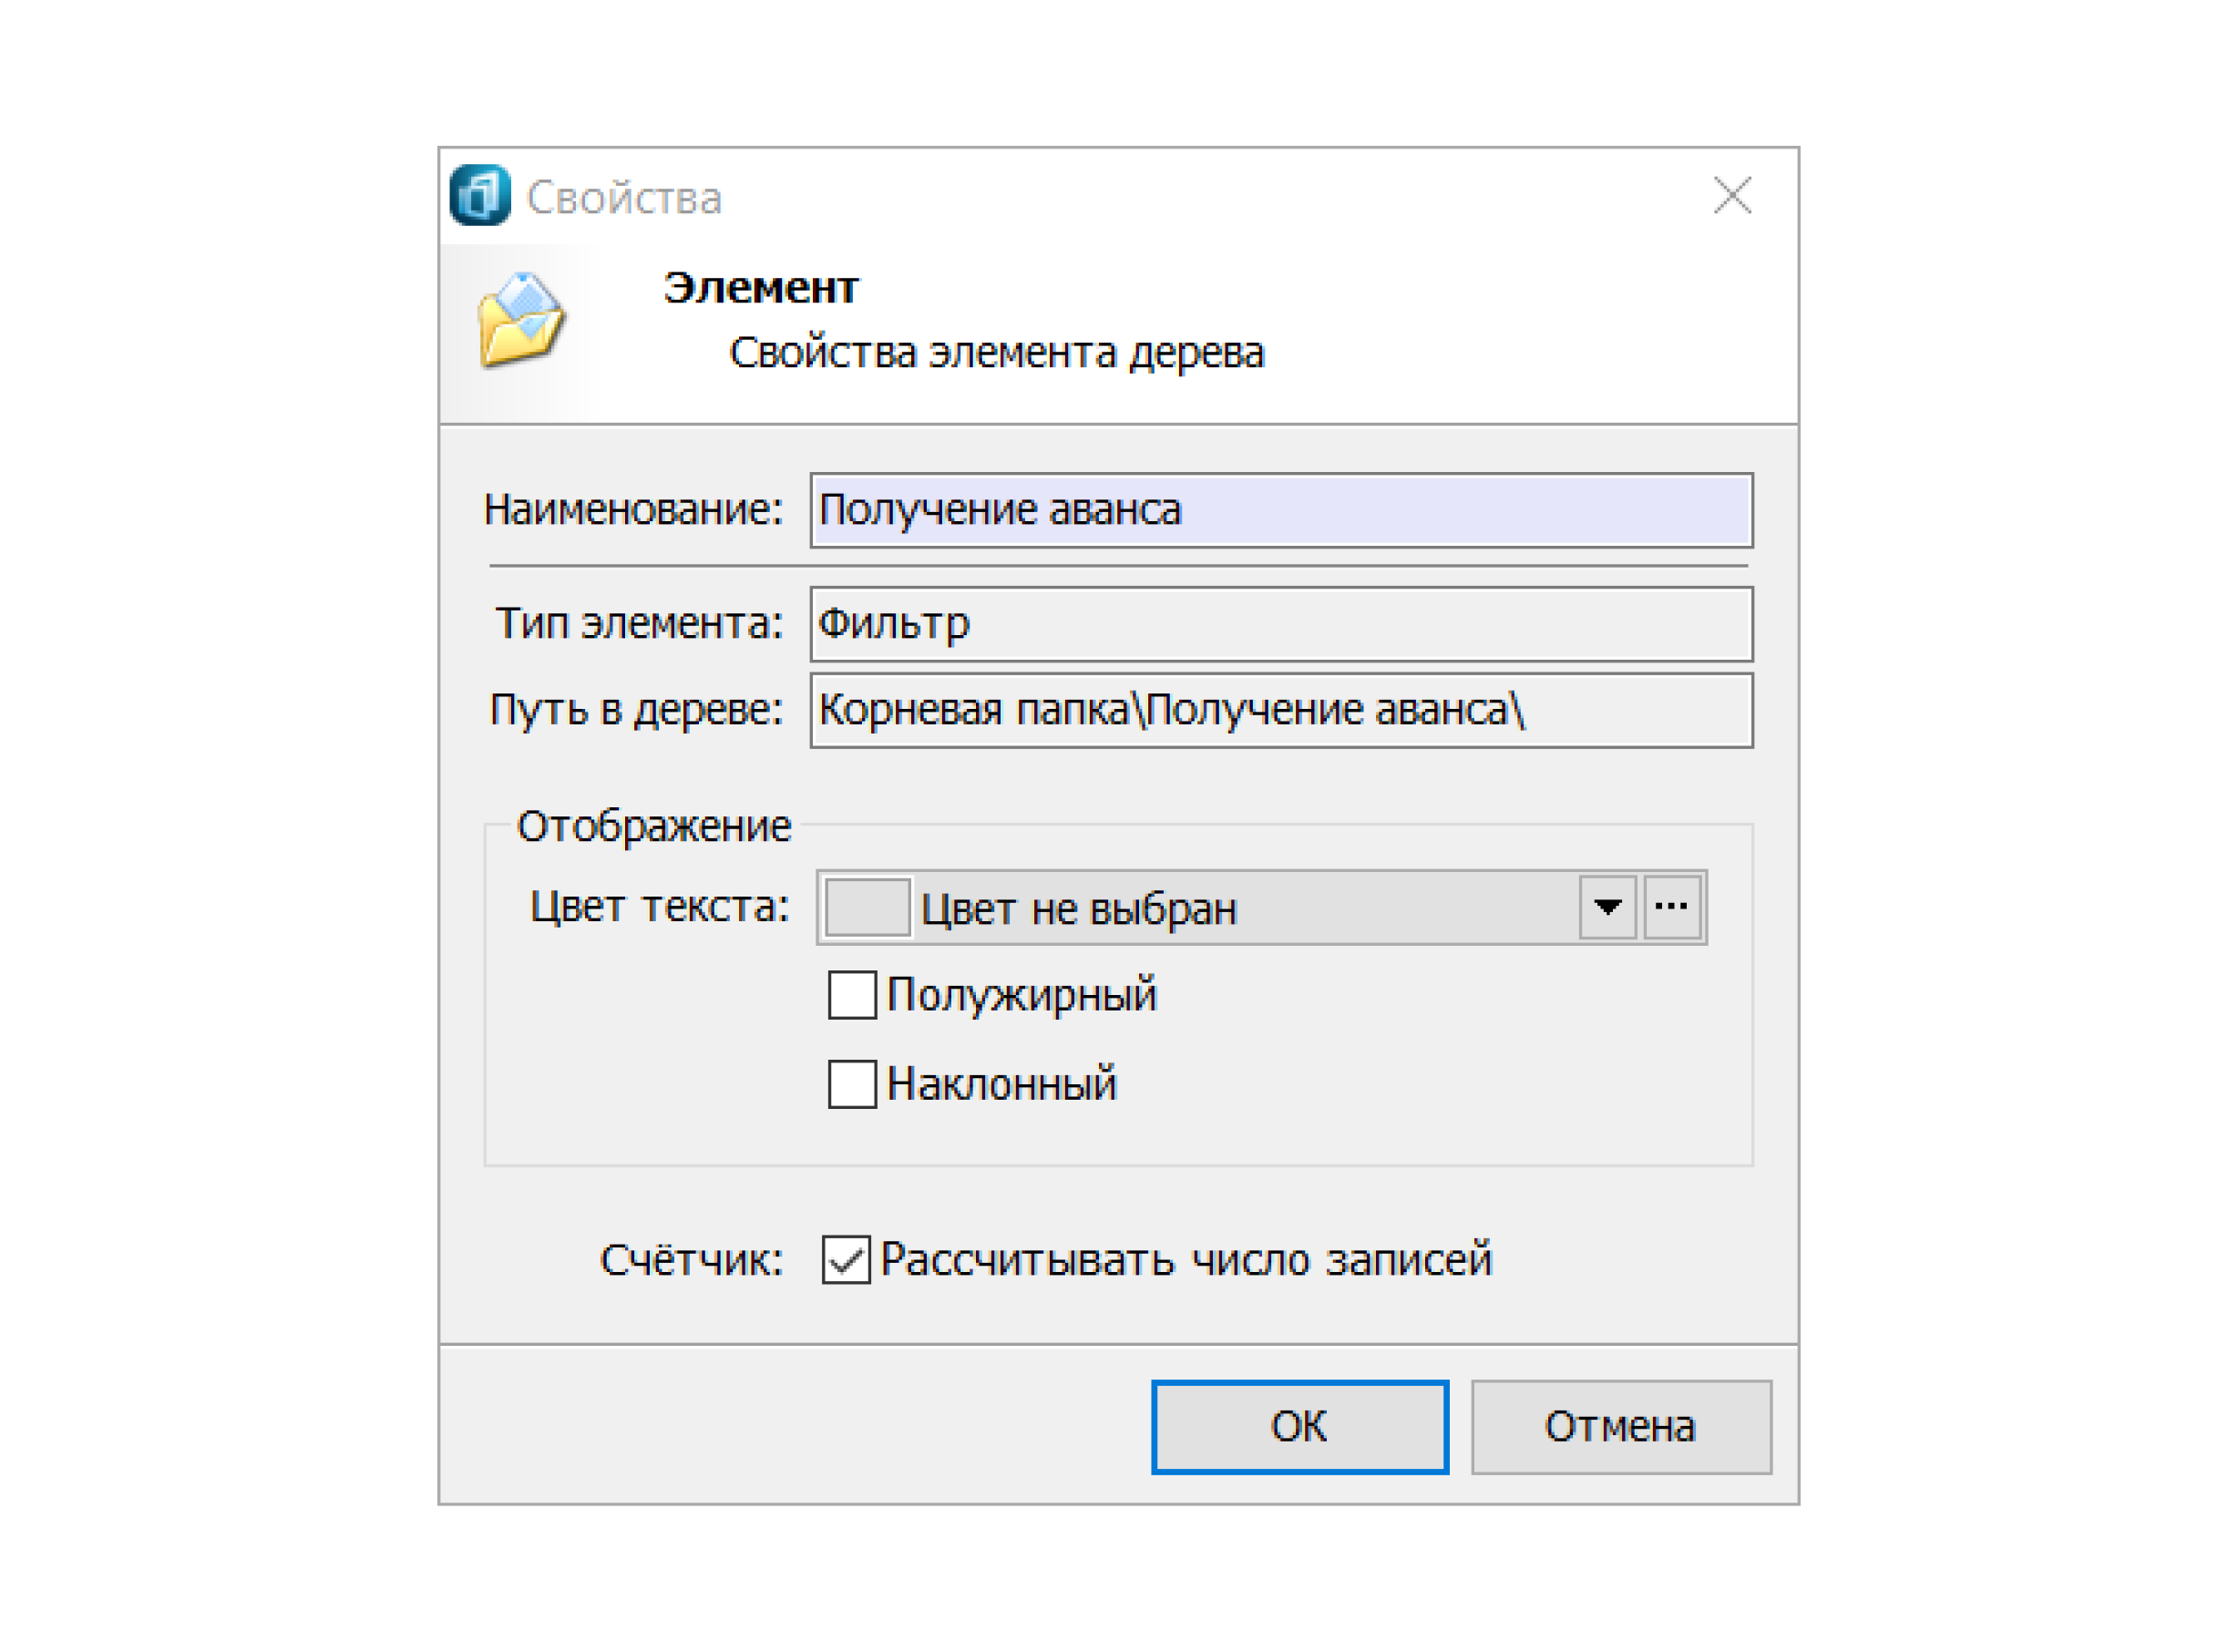 Свойства
Элемент
Свойства элемента дерева
Наименование: Получение аванса
Тип элемента: Фильтр
Путь в дереве: Корневая папка\Получение аванса\
Отображение
Цвет текста: Цвет не выбран ...
Полужирный
Наклонный
Счётчик: Рассчитывать число записей
ОК Отмена